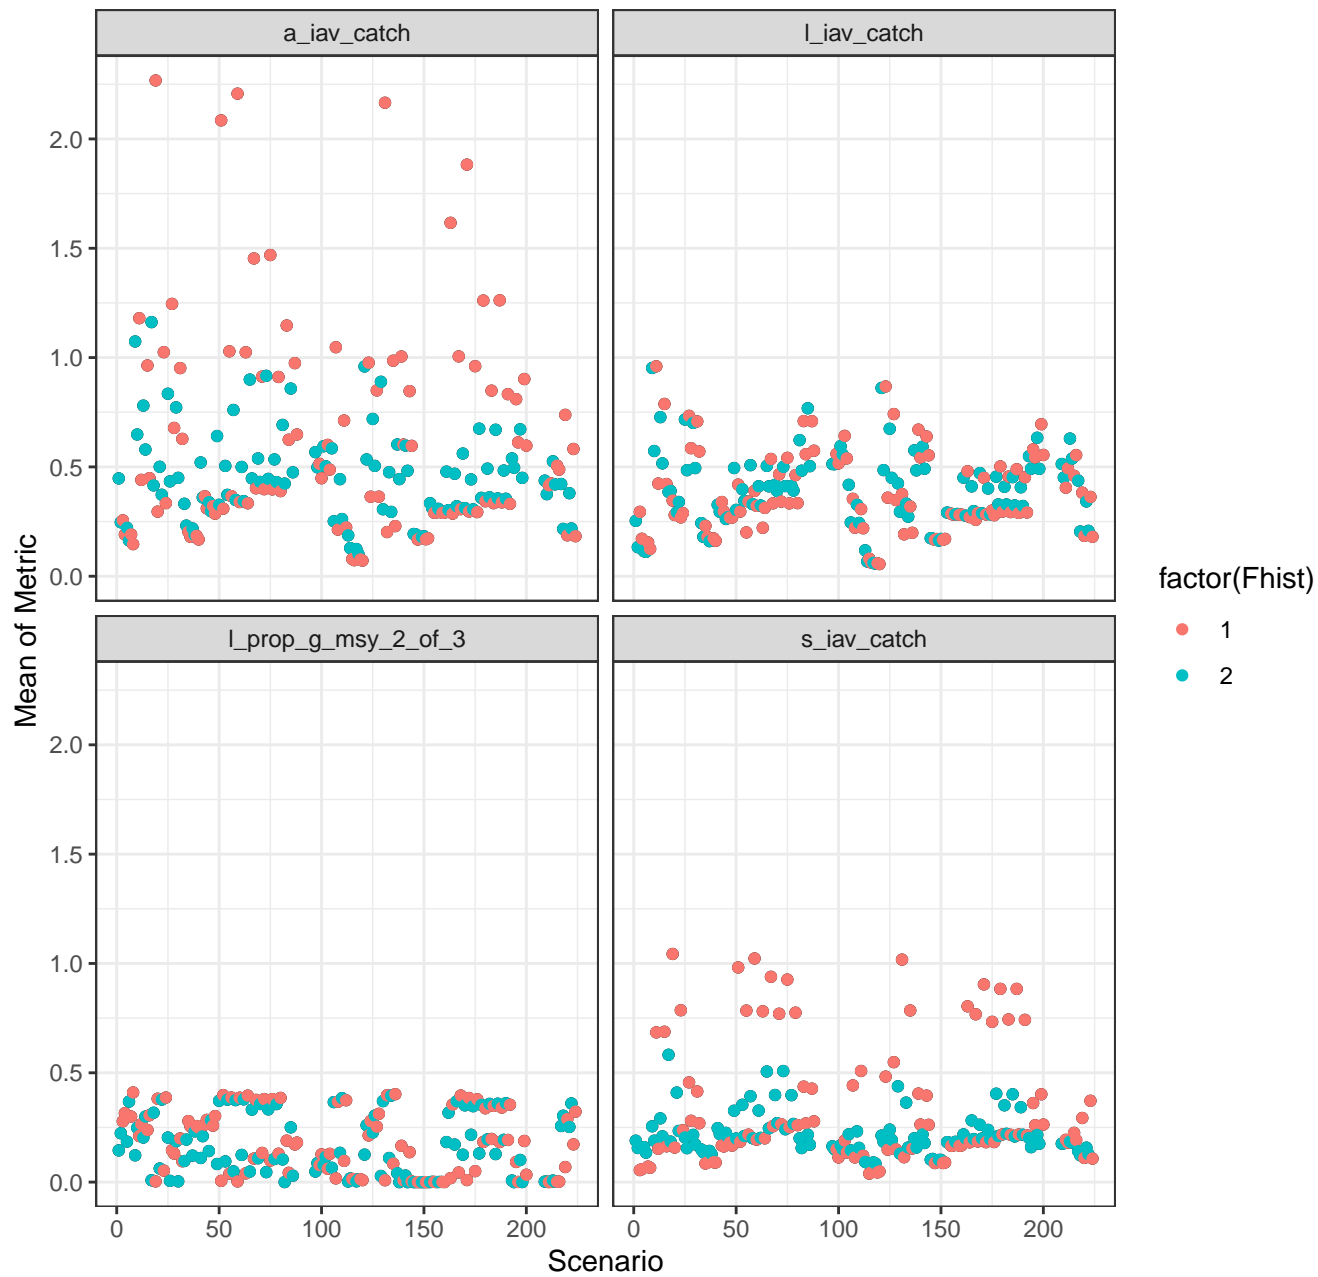 a_iav_catch
l_iav_catch
2.0
1.5
1.0
0.5
0.0
l_prop_g_msy_2_of_3
s_iav_catch
2.0
1.5
1.0
0.5
0.0
0 50 100 150 200
0 50 100 150 200
Scenario
Mean of Metric
factor(Fhist)
1
2